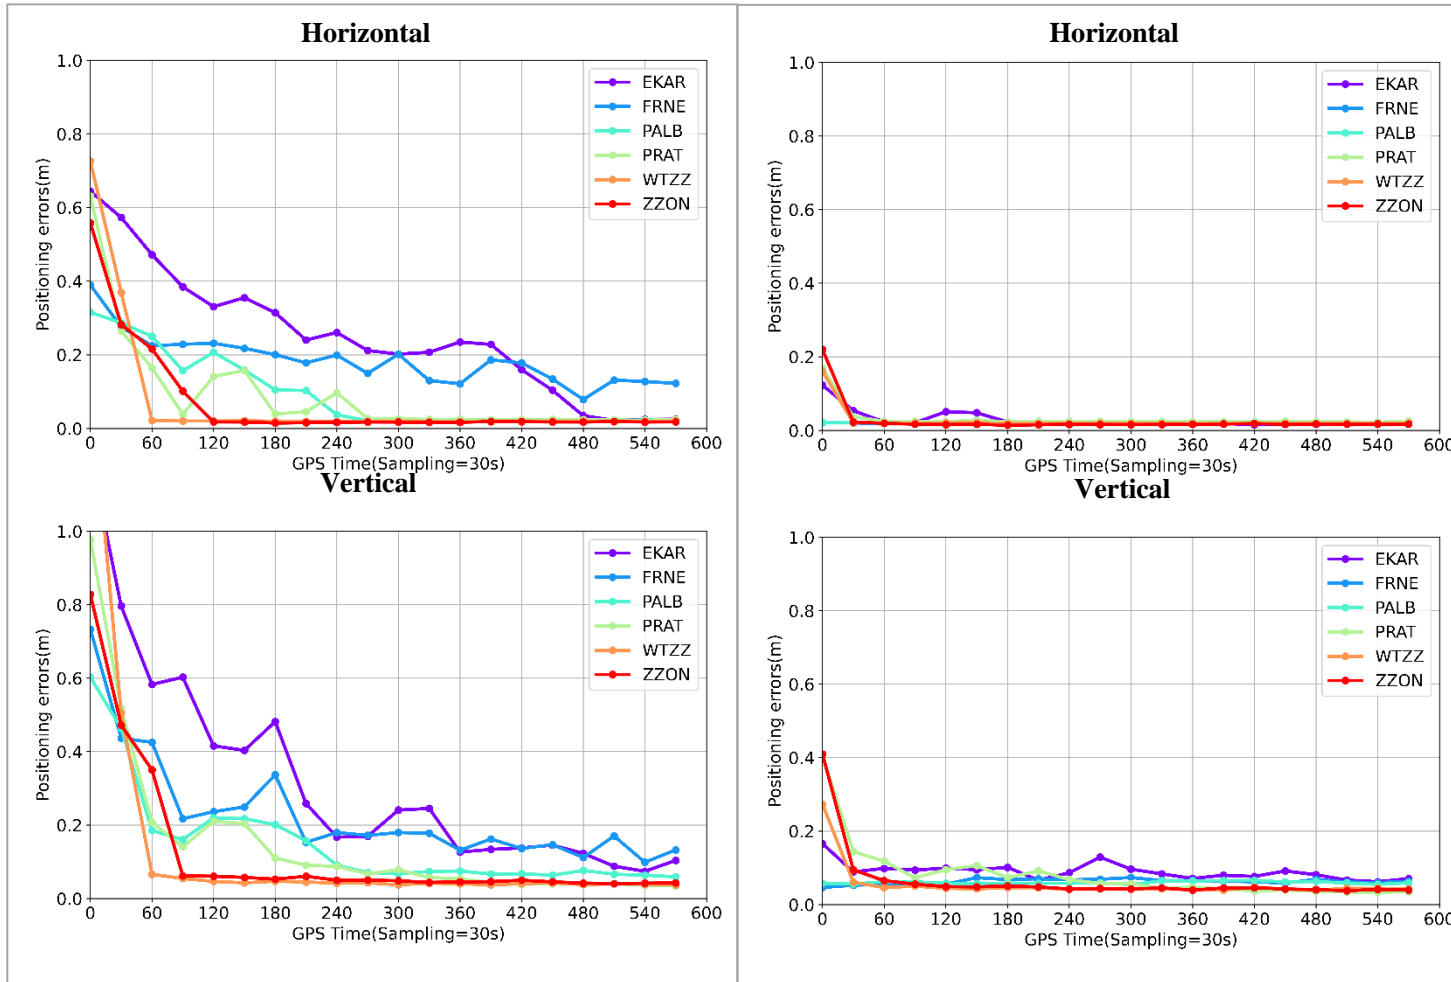 Horizontal
1.0
0.8
0.6
0.4
0.2
0.0
Positioning errors(m)
EKAR
FRNE
PALB
PRAT
WTZZ
ZZON
0 60 120 180 240 300 360 420 480 540 600
GPS Time(Sampling=30s)
Horizontal
1.0
0.8
0.6
0.4
0.2
0.0
Positioning errors(m)
EKAR
FRNE
PALB
PRAT
WTZZ
ZZON
0 60 120 180 240 300 360 420 480 540 600
GPS Time(Sampling=30s)
Vertical
1.0
0.8
0.6
0.4
0.2
0.0
Positioning errors(m)
EKAR
FRNE
PALB
PRAT
WTZZ
ZZON
0 60 120 180 240 300 360 420 480 540 600
GPS Time(Sampling=30s)
Vertical
1.0
0.8
0.6
0.4
0.2
0.0
Positioning errors(m)
EKAR
FRNE
PALB
PRAT
WTZZ
ZZON
0 60 120 180 240 300 360 420 480 540 600
GPS Time(Sampling=30s)